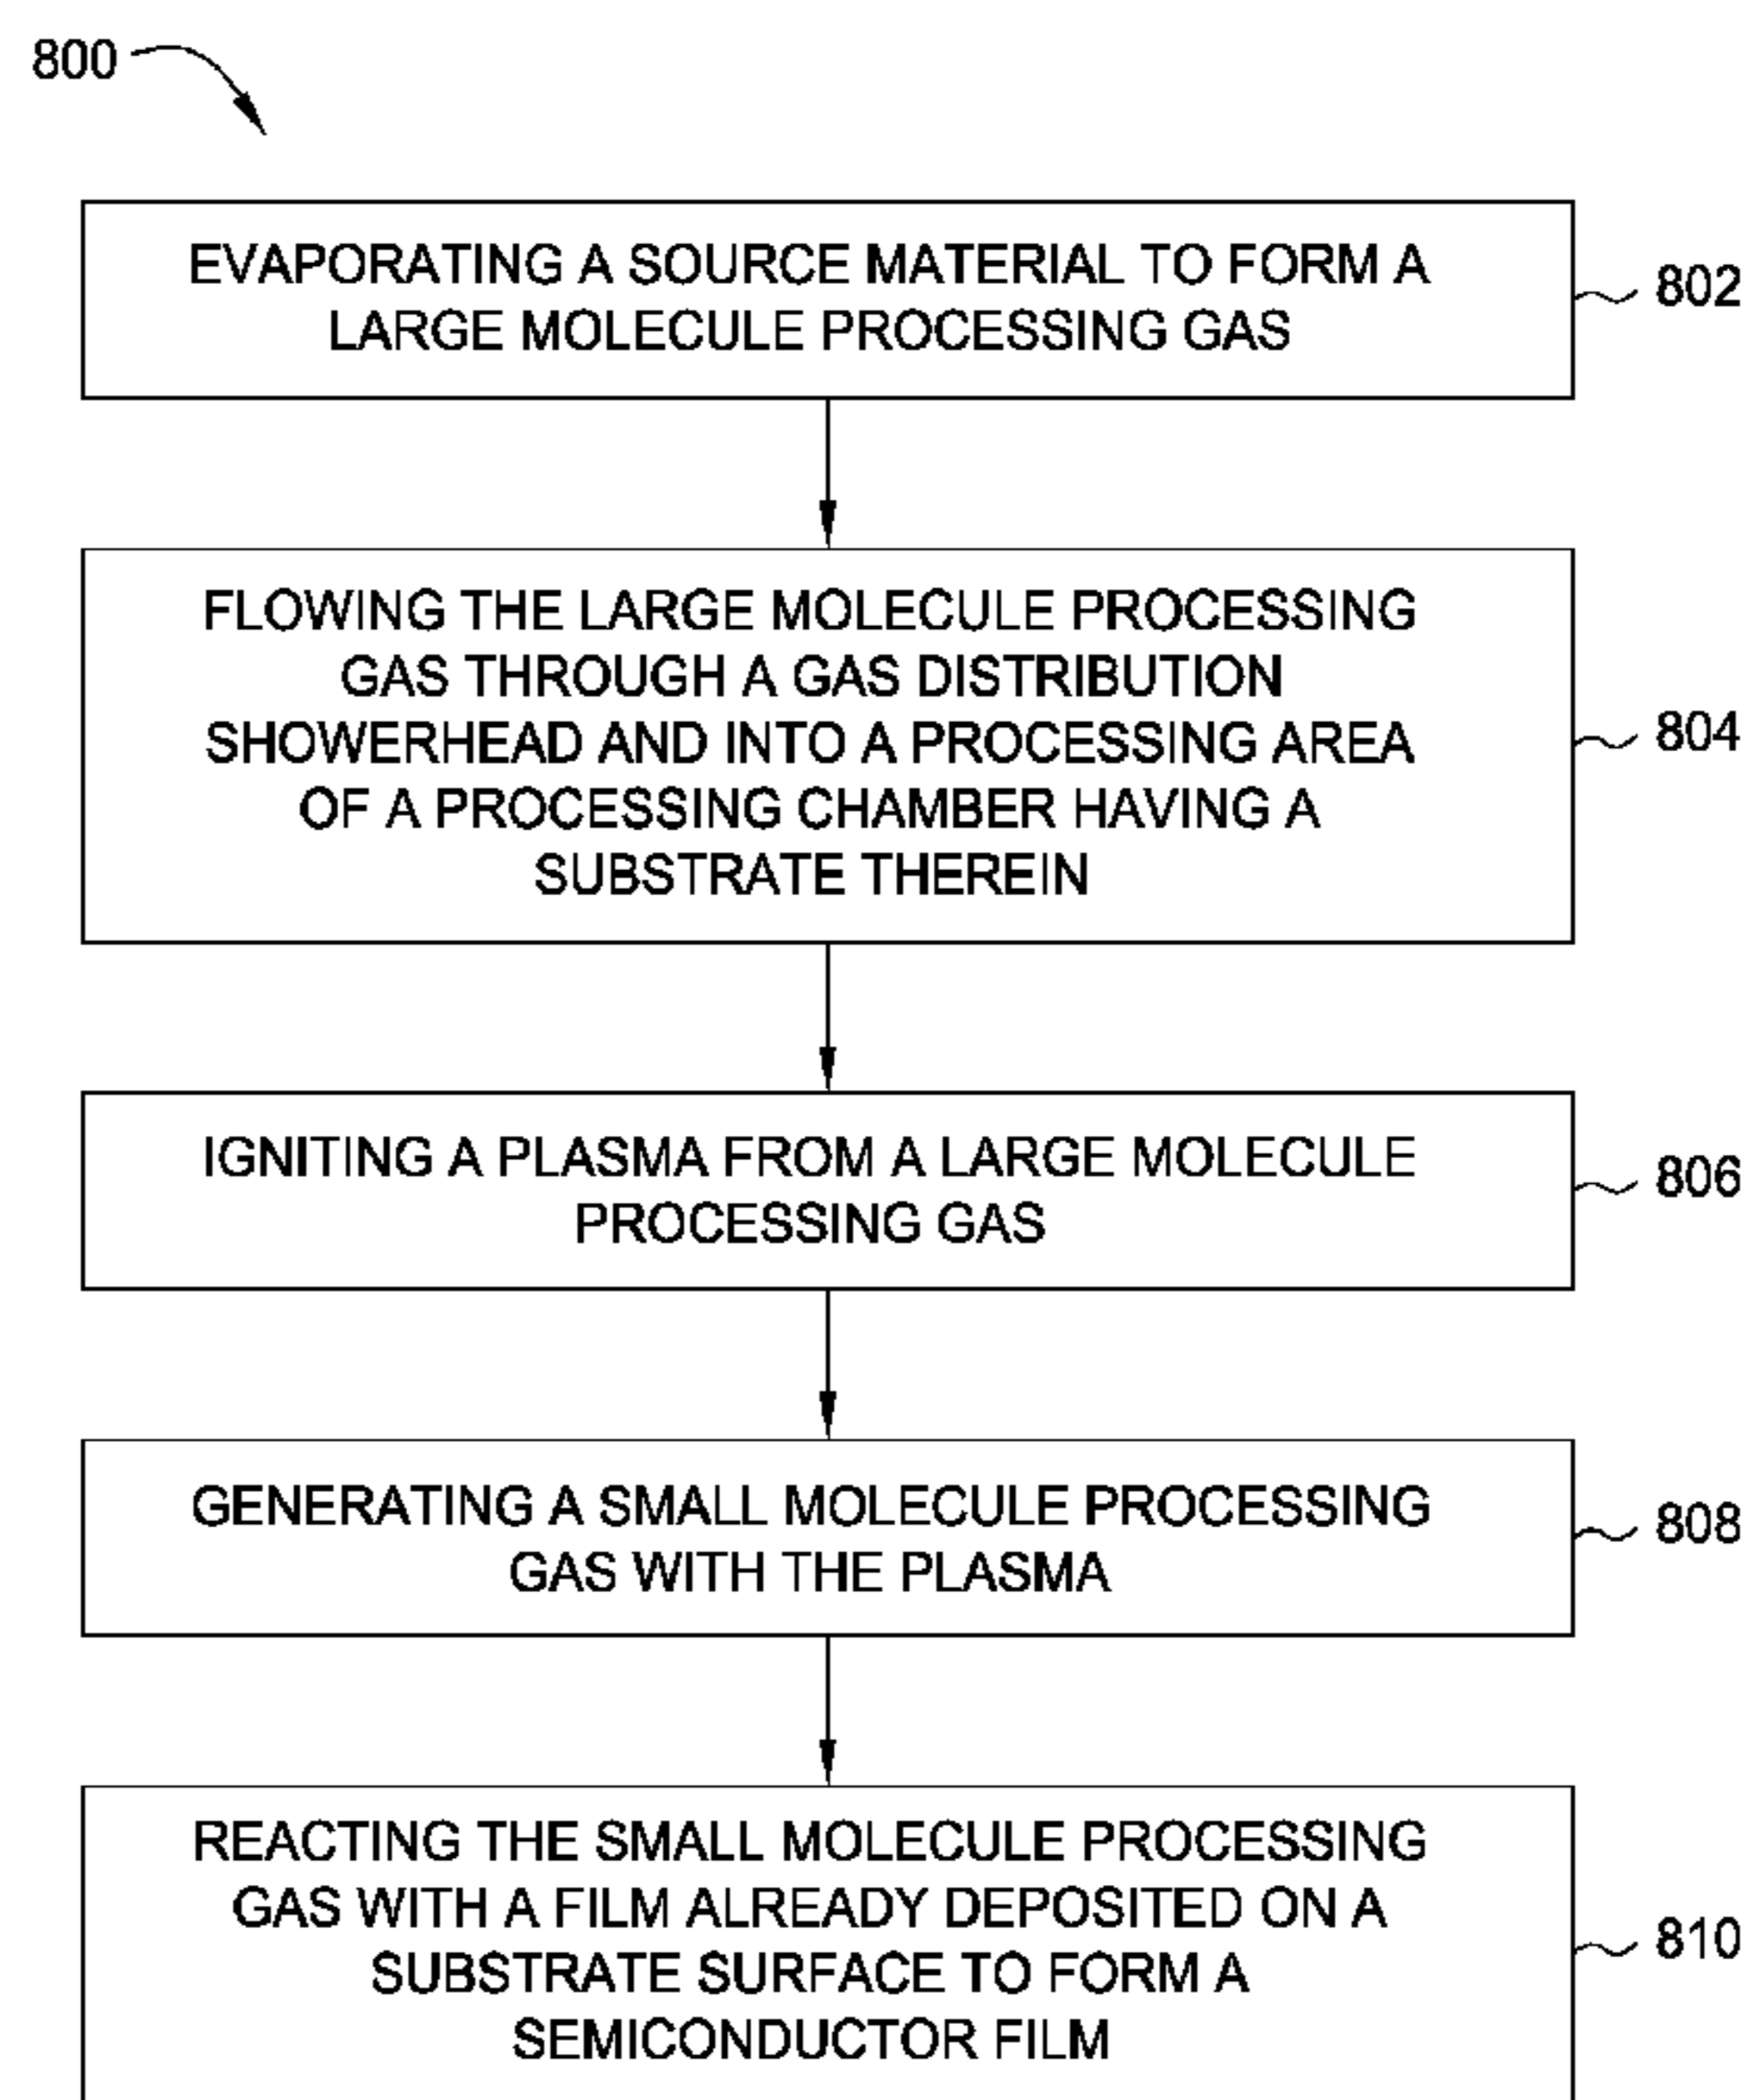 800
EVAPORATING A SOURCE MATERIAL TO FORM A
LARGE MOLECULE PROCESSING GAS
802
FLOWING THE LARGE MOLECULE PROCESSING
GAS THROUGH A GAS DISTRIBUTION
SHOWERHEAD AND INTO A PROCESSING AREA
OF A PROCESSING CHAMBER HAVING A
SUBSTRATE THEREIN
804
IGNITING A PLASMA FROM A LARGE MOLECULE
PROCESSING GAS
806
GENERATING A SMALL MOLECULE PROCESSING
GAS WITH THE PLASMA
808
REACTING THE SMALL MOLECULE PROCESSING
GAS WITH A FILM ALREADY DEPOSITED ON A
SUBSTRATE SURFACE TO FORM A
SEMICONDUCTOR FILM
810